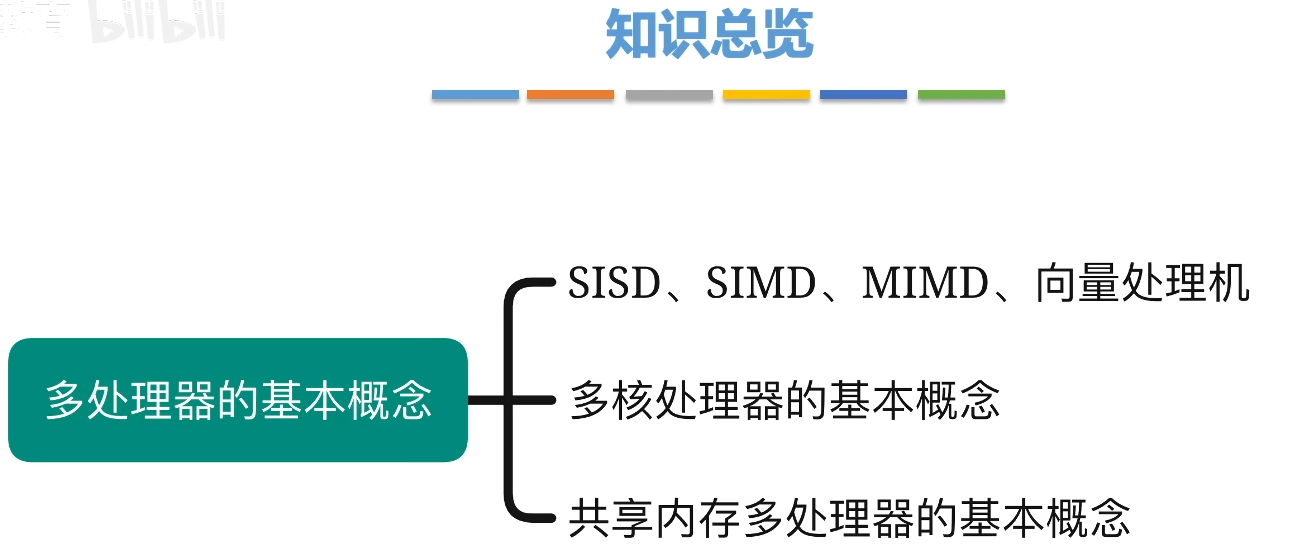 教育 bilibili
知识总览
SISD、SIMD、MIMD、向量处理机
多处理器的基本概念
多核处理器的基本概念
共享内存多处理器的基本概念